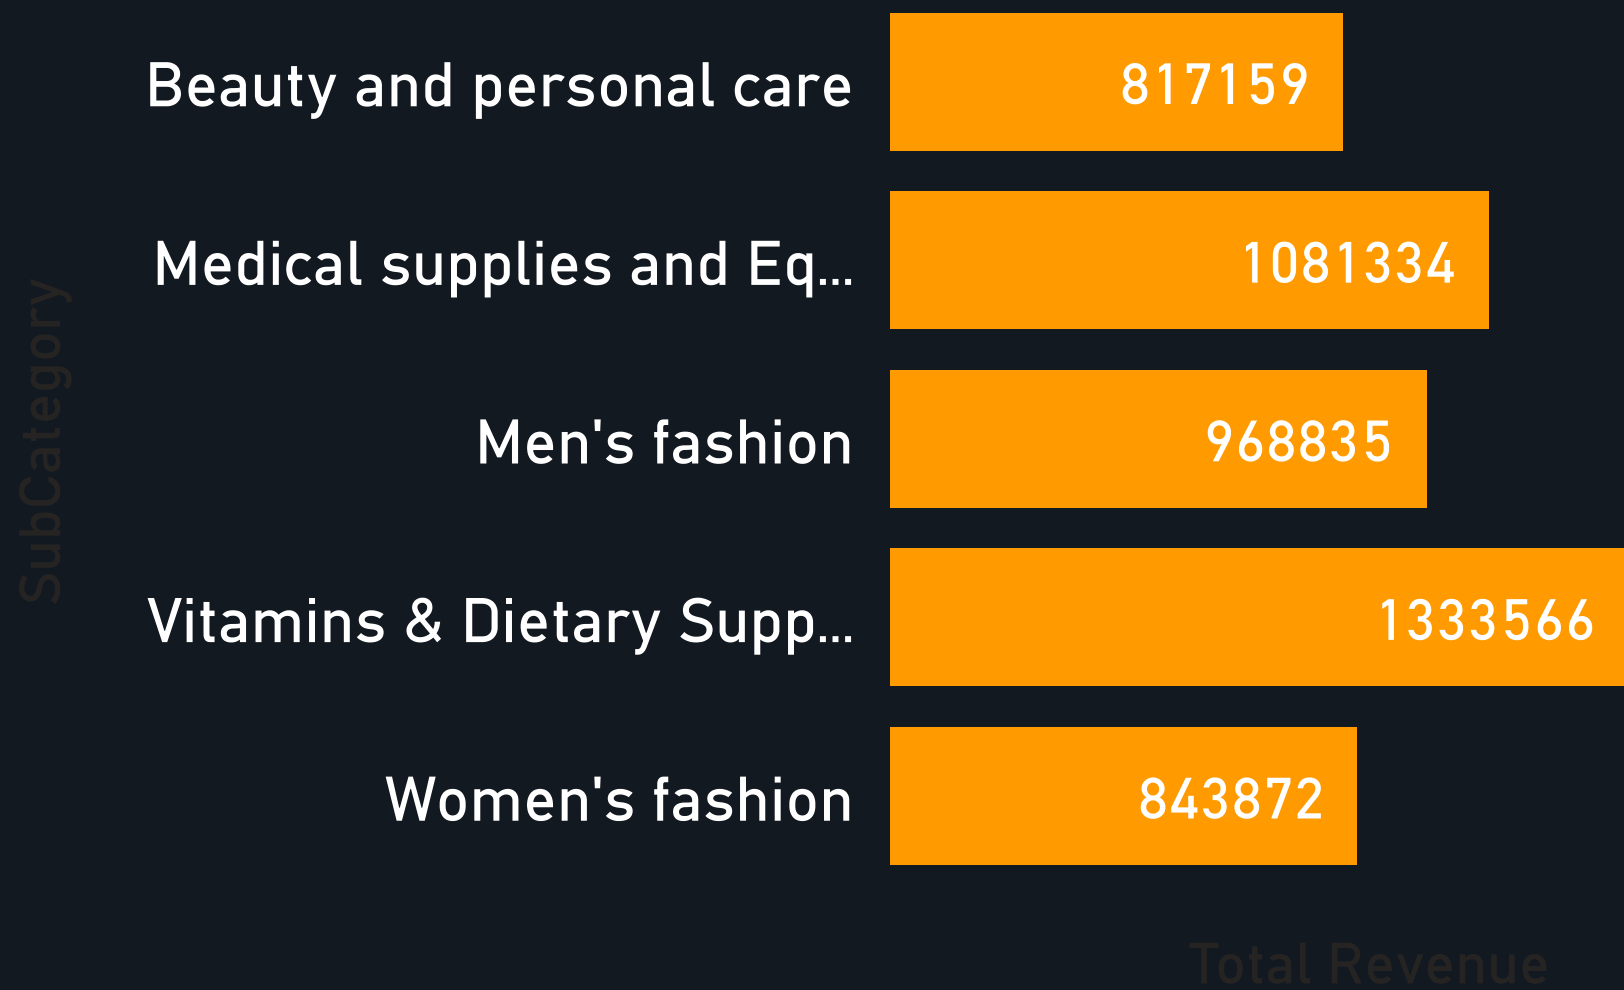 Beauty and personal care 817159
Medical supplies and Eq... 1081334
Men's fashion 968835
Vitamins & Dietary Supp... 1333566
Women's fashion 843872
SubCategory
Total Revenue